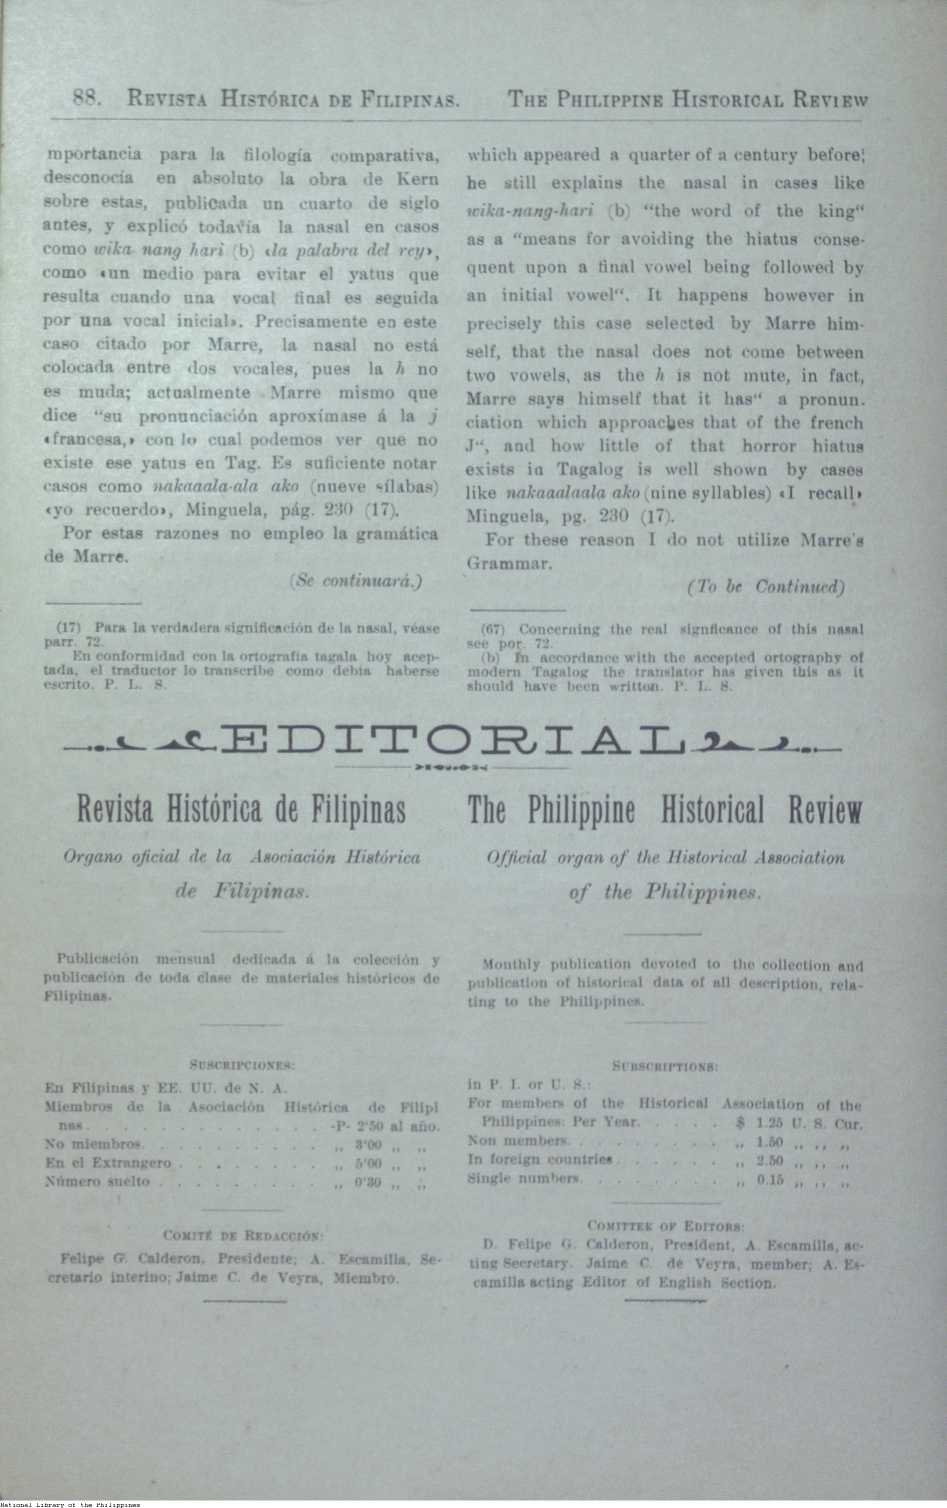 88. REVISTA HISTÓRICA DE FILIPINAS. THE PHILIPPINE HISTORICAL REVIEW
mportancia para la filología comparativa,
desconocía en absoluto la obra de Kern
sobre estas, publicada un cuarto de siglo
antes, y explicó todavía la nasal en casos
como wika- nang hari (b) «la palabra del rey»,
como «un medio para evitar el yatus que
resulta cuando una vocal final es seguida
por una vocal inicial». Precisamente en este
caso citado por Marre, la nasal no está
colocada entre dos vocales, pues la h no
es muda; actualmente Marre mismo que
dice “su pronunciación aproxímase á la j
«francesa,» con lo cual podemos ver que no
existe ese yatus en Tag. Es suficiente notar
casos como nakaaala-ala ako (nueve sílabas)
«yo recuerdo», Minguela, pág. 230 (17).
Por estas razones no empleo la gramática
de Marre.
(Se continuará.)
(17) Para la verdadera significación de la nasal, véase
parr. 72.
En conformidad con la ortografía tagala hoy acep-
tada, el traductor lo transcribe como debia haberse
escrito. P. L. S.
which appeared a quarter of a century before;
he still explains the nasal in cases like
wika-nang-hari (b) “the word of the king“
as a “means for avoiding the hiatus conse-
quent upon a final vowel being followed by
an initial vowel“. It happens however in
precisely this case selected by Marre him-
self, that the nasal does not come between
two vowels, as the h is not mute, in fact,
Marre says himself that it has“ a pronun.
ciation which approaches that of the french
J“, and how little of that horror hiatus
exists in Tagalog is well shown by cases
like nakaaalaala ako (nine syllables) «I recall»
Minguela, pg. 230 (17).
For these reason I do not utilize Marre's
Grammar.
(To be Continued)
(67) Concerning the real signficance of this nasal
see por. 72.
(b) In accordance with the accepted ortography of
modern Tagalog the translator has given this as it
should have been written. P. L. S.
EDITORIAL
Revista Histórica de Filipinas
Organo oficial de la Asociación Histórica
de Filipinas.
Publicación mensual dedicada á la colección y
publicación de toda clase de materiales históricos de
Filipinas.
SUSCRIPCIONES:
En Filipinas y EE. UU. de N. A.
Miembros de la Asociación Histórica de Filipi
nas. . . . . . . . . . . . . -P- 2'50 al año.
No miembros. . . . . . . . . . „ 3'00 „ „
En el Extrangero . . . . . . . . „ 5'00 „ „
Número suelto . . . . . . . . . „ 0'30 „ „
COMITÉ DE REDACCIÓN:
Felipe G. Calderon, Presidente; A. Escamilla, Se-
cretario interino; Jaime C. de Veyra, Miembro.
The Philippine Historical Review
Official organ of the Historical Association
of the Philippines.
Monthly publication devoted to the collection and
publication of historical data of all description, rela-
ting to the Philippines.
SUBSCRIPTIONS:
in P. I. or U. S.:
For members of the Historical Association of the
Philippines: Per Year. . . . . $ 1.25 U. S. Cur.
Non members. . . . . . . . . „ 1.50 „ „ „
In foreign countries . . . . . . „ 2.50 „ „ „
Single numbers. . . . . . . . „ 0.15 „ „ „
COMITTEE OF EDITORS:
D. Felipe G. Calderon, President, A. Escamilla, ac-
ting Secretary. Jaime C. de Veyra, member; A. Es-
camilla acting Editor of English Section.
National Library of the Philippines